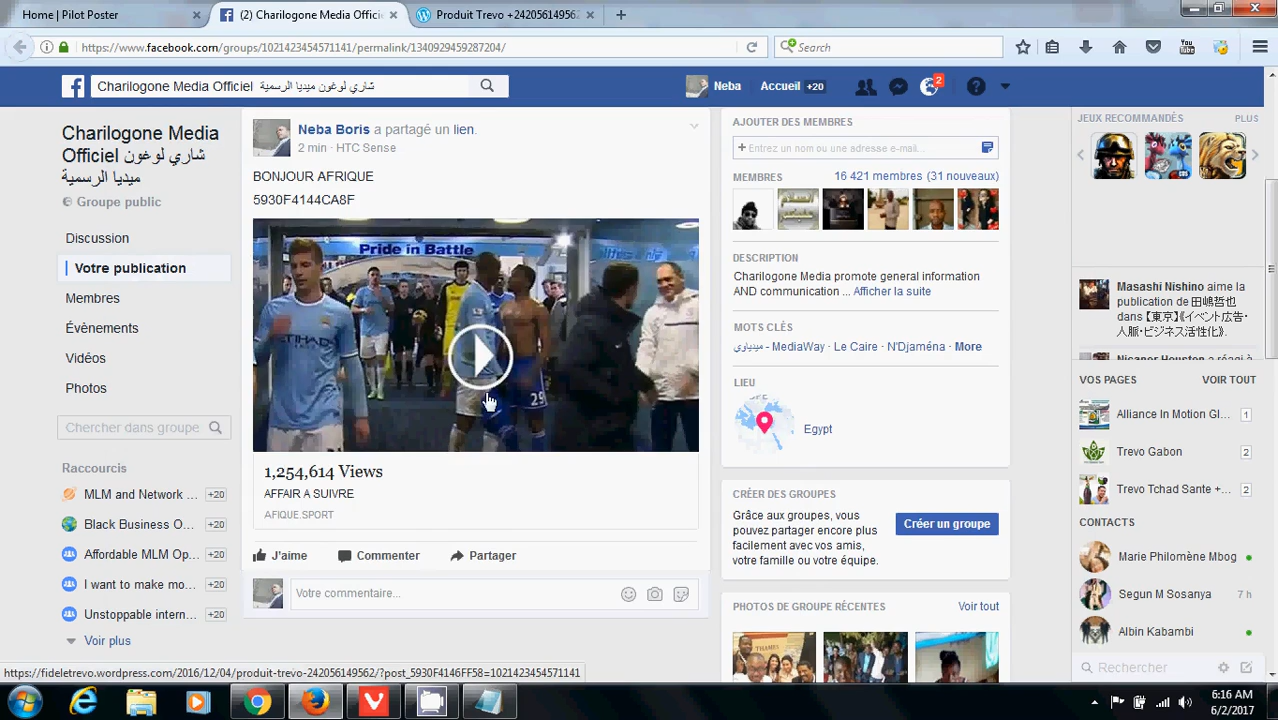 Home | Pilot Poster
(2) Charilogone Media Offici
Produit Trevo +242056149562
https://www.facebook.com/groups/1021423454571141/permalink/1340929459287204/
Search
Charilogone Media Officiel شاري لوغون ميديا الرسمية
Neba
Accueil +20
2
Charilogone Media
Officiel شاري لوغون
ميديا الرسمية
Groupe public
Discussion
Votre publication
Membres
Évènements
Vidéos
Photos
Chercher dans groupe
Raccourcis
MLM and Network ... +20
Black Business O... +20
Affordable MLM Op... +20
I want to make mo... +20
Unstoppable intern... +20
Voir plus
Neba Boris a partagé un lien.
2 min · HTC Sense
BONJOUR AFRIQUE
5930F4144CA8F
Pride in Battle
29
1,254,614 Views
AFFAIR A SUIVRE
AFIQUE.SPORT
J'aime
Commenter
Partager
Votre commentaire...
AJOUTER DES MEMBRES
+ Entrez un nom ou une adresse e-mail...
MEMBRES
16 421 membres (31 nouveaux)
DESCRIPTION
Charilogone Media promote general information
AND communication ... Afficher la suite
MOTS CLÉS
ميدياوي - MediaWay · Le Caire · N'Djaména · More
LIEU
Egypt
CRÉER DES GROUPES
Grâce aux groupes, vous
pouvez partager encore plus
facilement avec vos amis,
votre famille ou votre équipe.
Créer un groupe
PHOTOS DE GROUPE RÉCENTES
Voir tout
JEUX RECOMMANDÉS
PLUS
Masashi Nishino aime la
publication de 田嶋哲也
dans 【東京】《イベント広告・
人脈・ビジネス活性化》.
Nicaner Houston a réagi à
VOS PAGES
VOIR TOUT
Alliance In Motion Gl... 1
Trevo Gabon 2
Trevo Tchad Sante +... 2
CONTACTS
Marie Philomène Mbog
Segun M Sosanya 7 h
Albin Kabambi
Rechercher
https://fideletrevo.wordpress.com/2016/12/04/produit-trevo-242056149562/?post_5930F4146FF58=1021423454571141
6:16 AM
6/2/2017